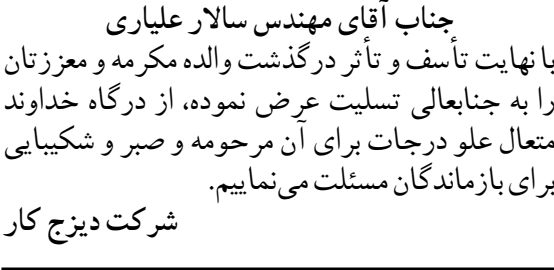 جناب آقای مهندس سالار علیاری
با نهایت تأسف و تأثر درگذشت والده مکرمه و معززتان
را به جنابعالی تسلیت عرض نموده، از درگاه خداوند
متعال علو درجات برای آن مرحومه و صبر و شکیبایی
برای بازماندگان مسئلت می‌نماییم.
شرکت دیزج کار